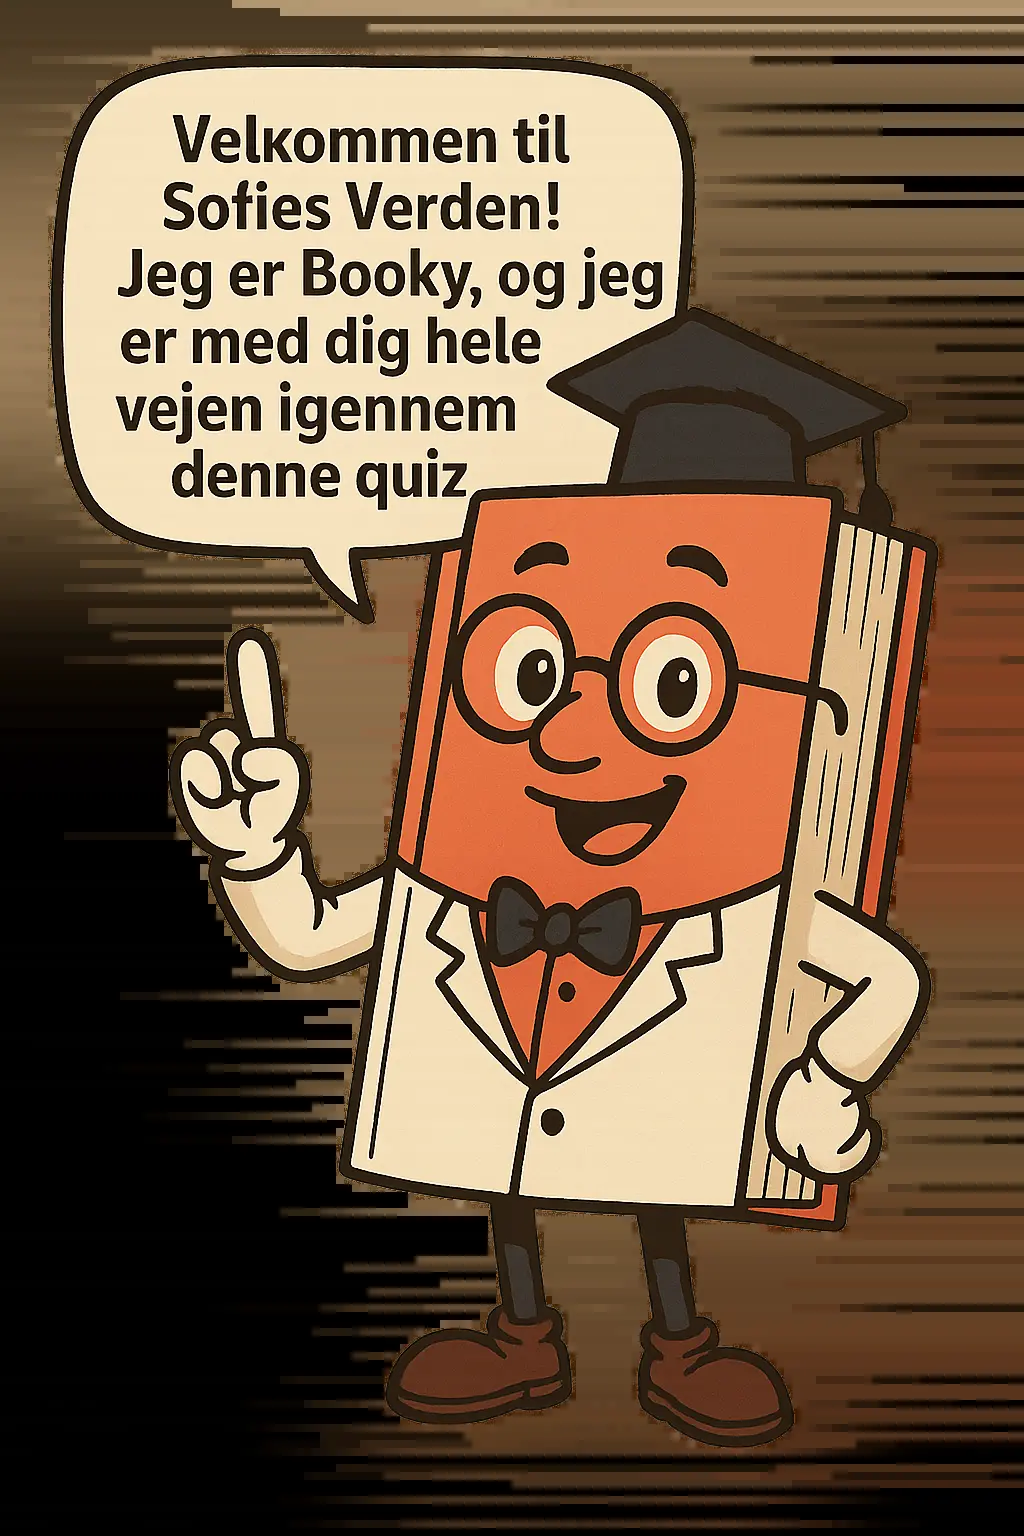 Velkommen til
Sofies Verden!
Jeg er Booky, og jeg
er med dig hele
vejen igennem
denne quiz